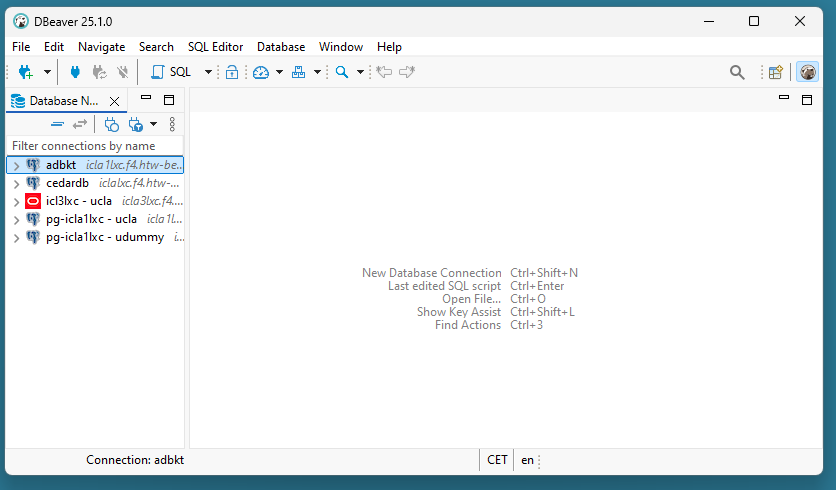 DBeaver 25.1.0
File Edit Navigate Search SQL Editor Database Window Help
SQL
Database N...
Filter connections by name
adbkt icla1lxc.f4.htw-be...
cedardb iclalxc.f4.htw-...
icl3lxc - ucla icla3lxc.f4....
pg-icla1lxc - ucla icla1l...
pg-icla1lxc - udummy i...
New Database Connection Ctrl+Shift+N
Last edited SQL script Ctrl+Enter
Open File... Ctrl+O
Show Key Assist Ctrl+Shift+L
Find Actions Ctrl+3
Connection: adbkt CET en